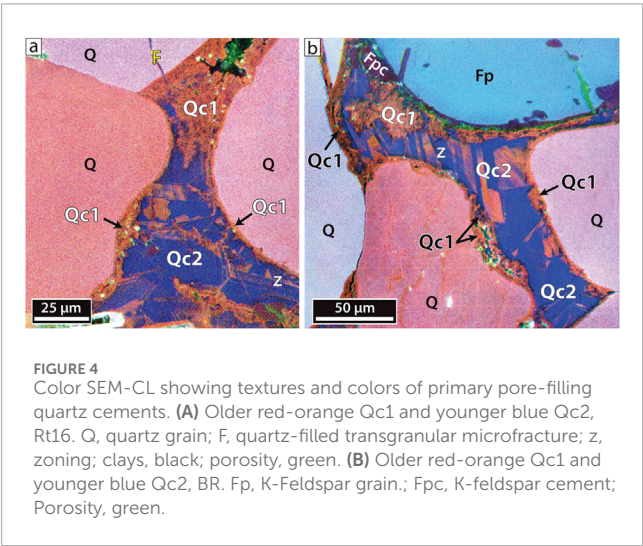 a
Q
F
Qc1
Q
Q
Qc1
Qc1
Qc2
z
25 µm
b
Fpc
Fp
Qc1
Qc1
z
Qc2
Qc1
Q
Q
Qc1
Q
Qc2
50 µm
FIGURE 4
Color SEM-CL showing textures and colors of primary pore-filling
quartz cements. (A) Older red-orange Qc1 and younger blue Qc2,
Rt16. Q, quartz grain; F, quartz-filled transgranular microfracture; z,
zoning; clays, black; porosity, green. (B) Older red-orange Qc1 and
younger blue Qc2, BR. Fp, K-Feldspar grain.; Fpc, K-feldspar cement;
Porosity, green.